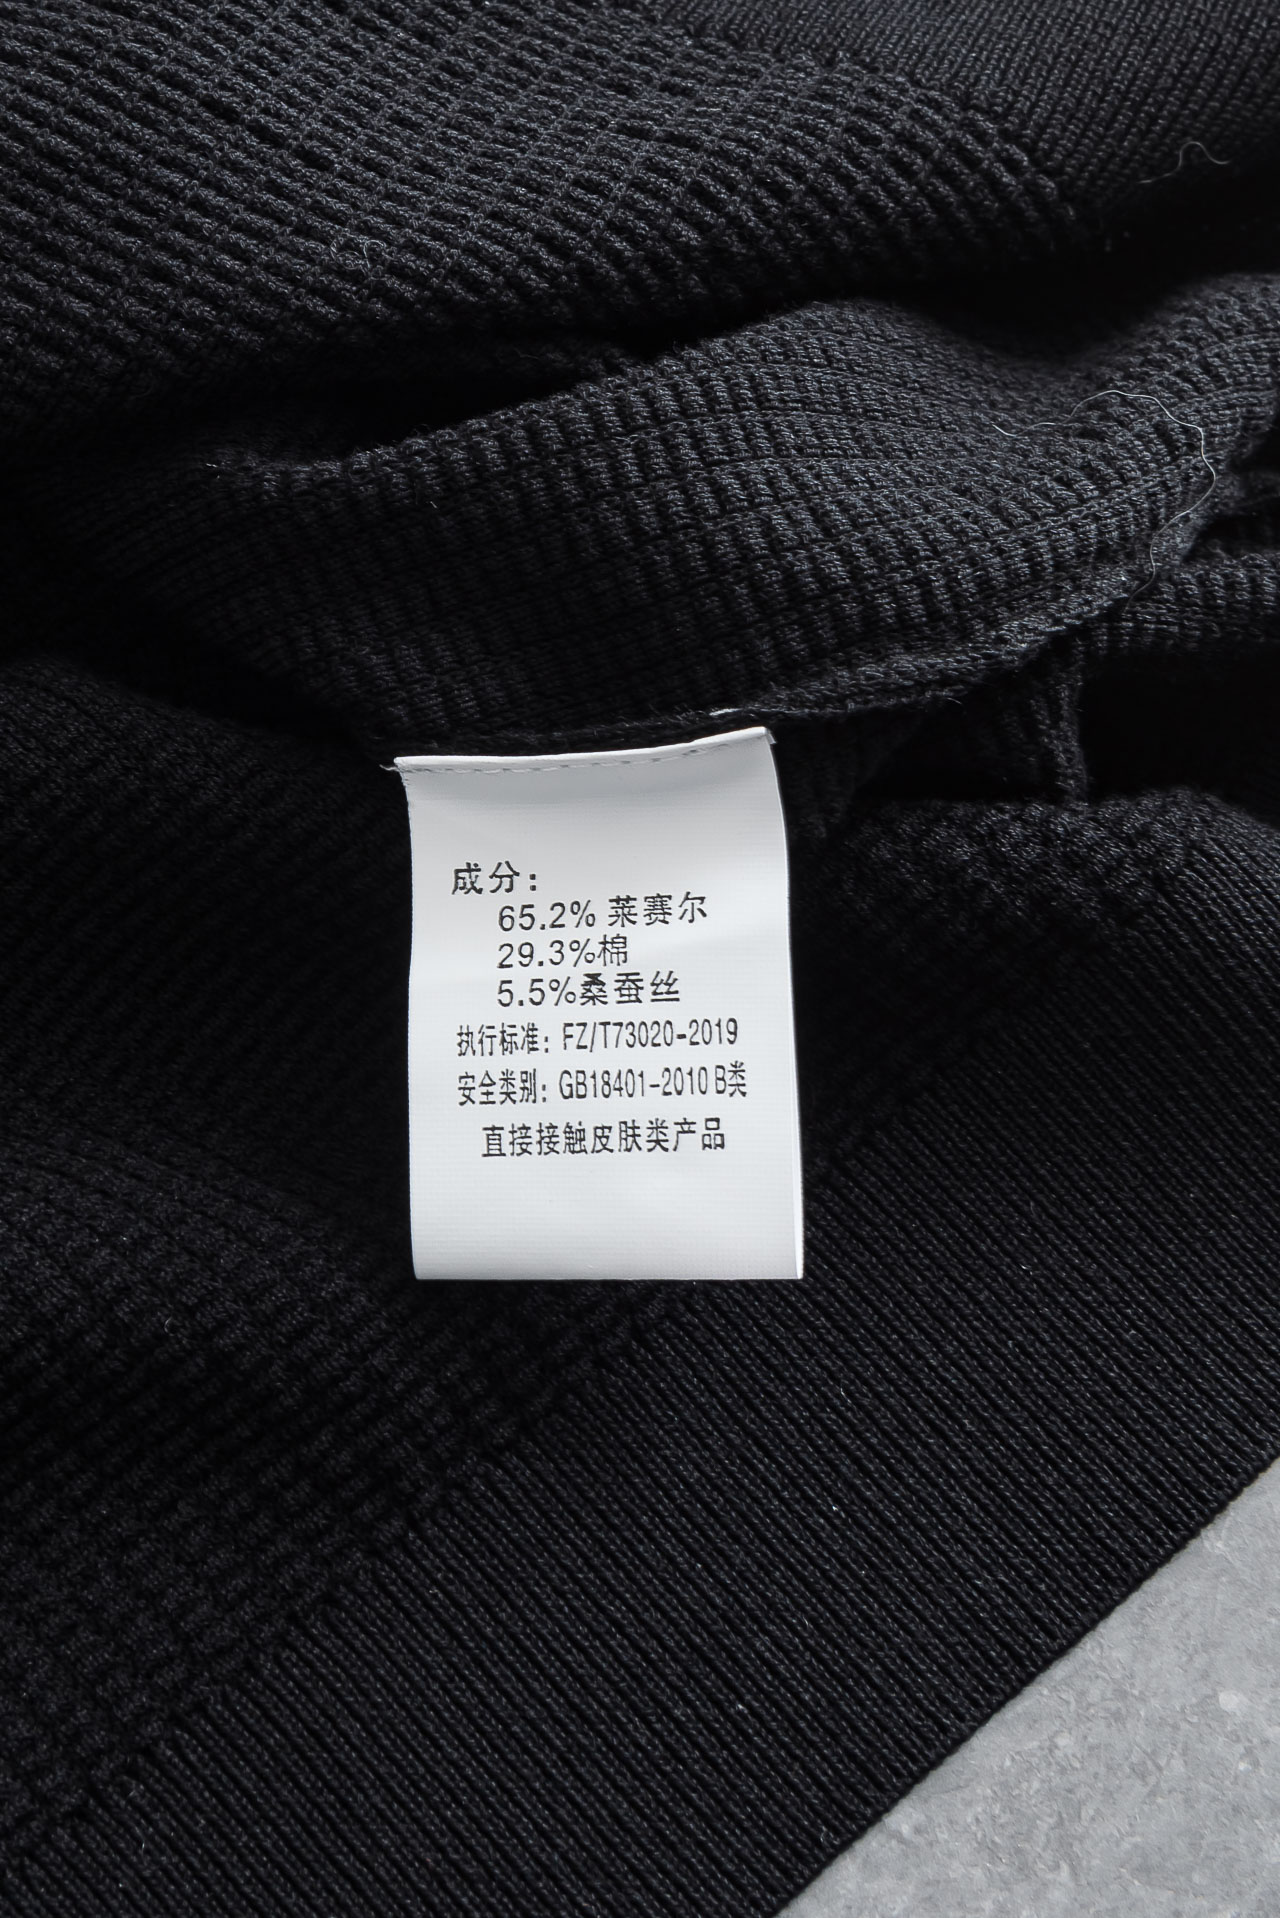 成分：
65.2% 莱赛尔
29.3%棉
5.5%桑蚕丝
执行标准：FZ/T73020-2019
安全类别：GB18401-2010 B类
直接接触皮肤类产品